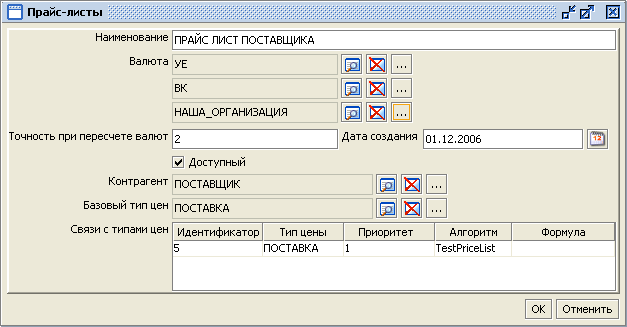 Прайс-листы
Наименование ПРАЙС ЛИСТ ПОСТАВЩИКА
Валюта УЕ ...
ВК ...
НАША_ОРГАНИЗАЦИЯ ...
Точность при пересчете валют 2 Дата создания 01.12.2006 12
Доступный
Контрагент ПОСТАВЩИК ...
Базовый тип цен ПОСТАВКА ...
Связи с типами цен Идентификатор Тип цены Приоритет Алгоритм Формула
5 ПОСТАВКА 1 TestPriceList
OK Отменить